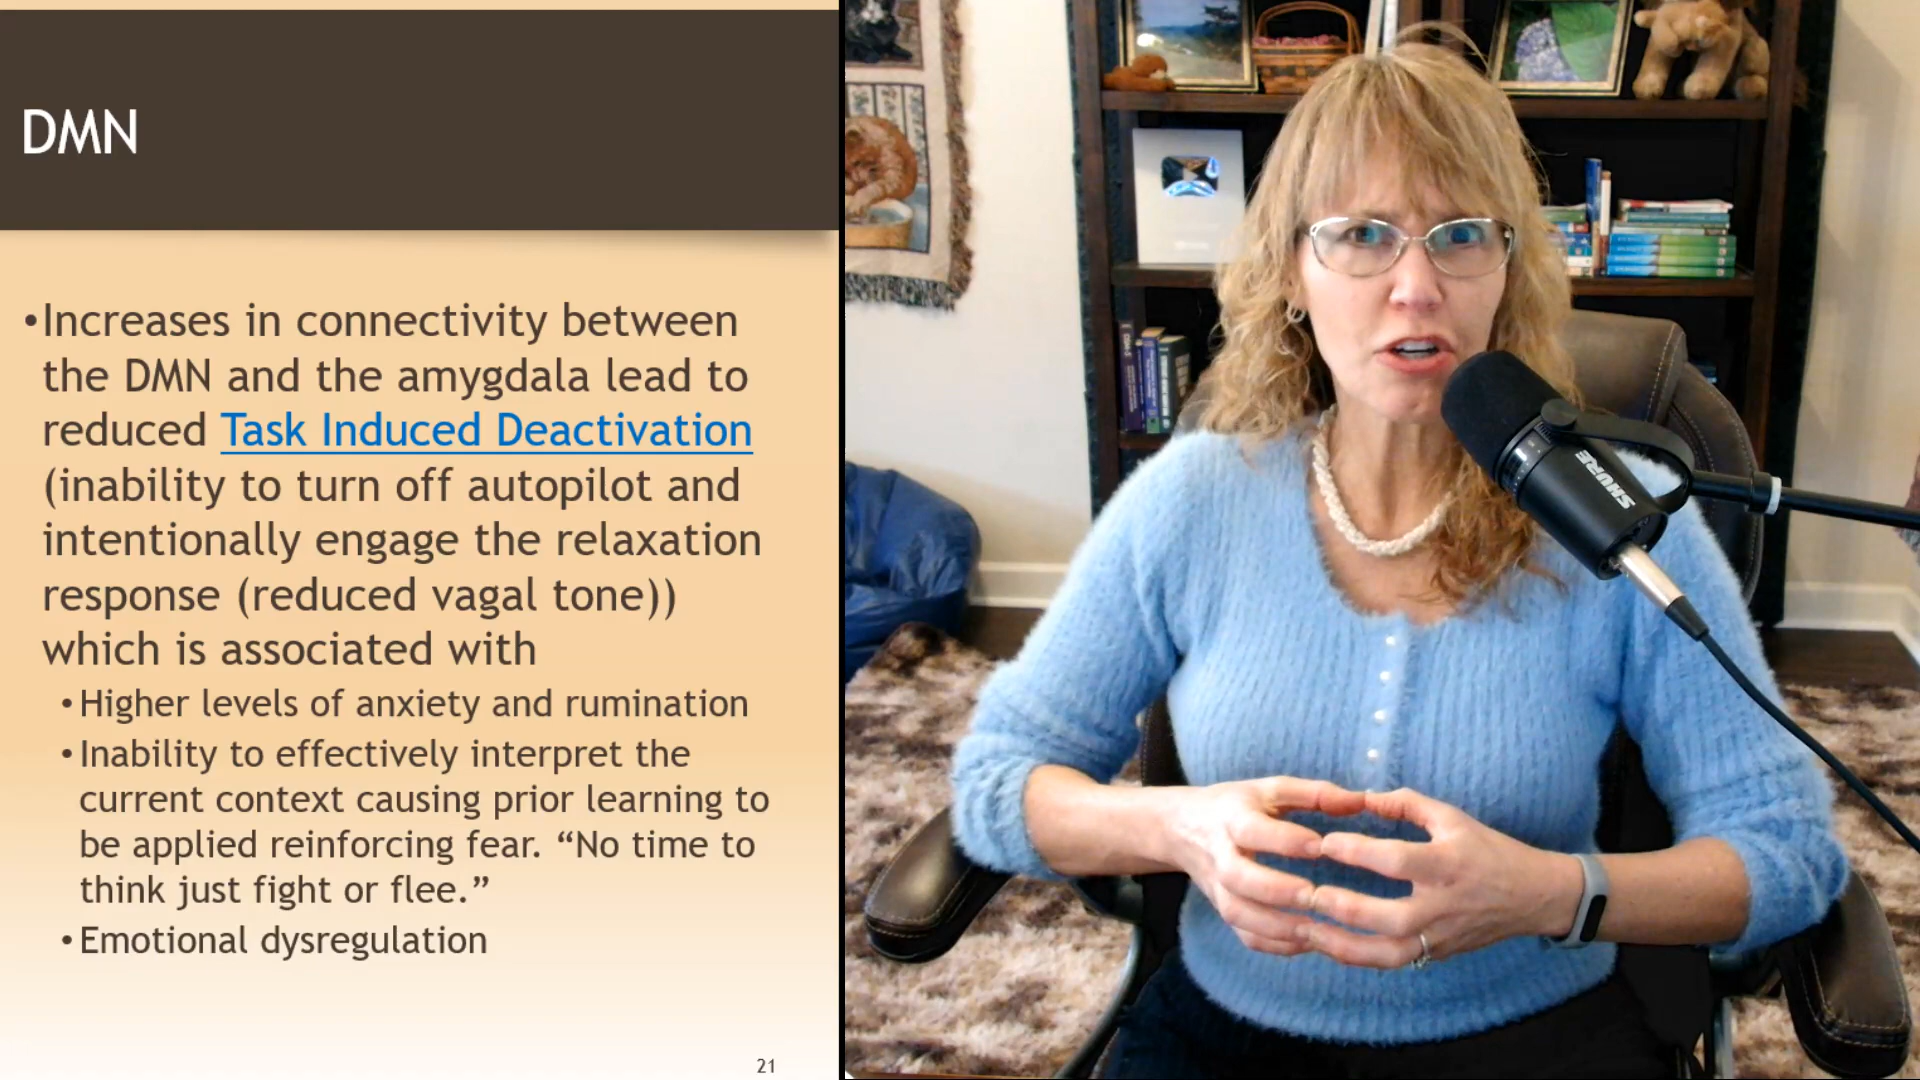 DMN
•Increases in connectivity between
the DMN and the amygdala lead to
reduced Task Induced Deactivation
(inability to turn off autopilot and
intentionally engage the relaxation
response (reduced vagal tone))
which is associated with
•Higher levels of anxiety and rumination
•Inability to effectively interpret the
current context causing prior learning to
be applied reinforcing fear. “No time to
think just fight or flee.”
•Emotional dysregulation
21
SHURE